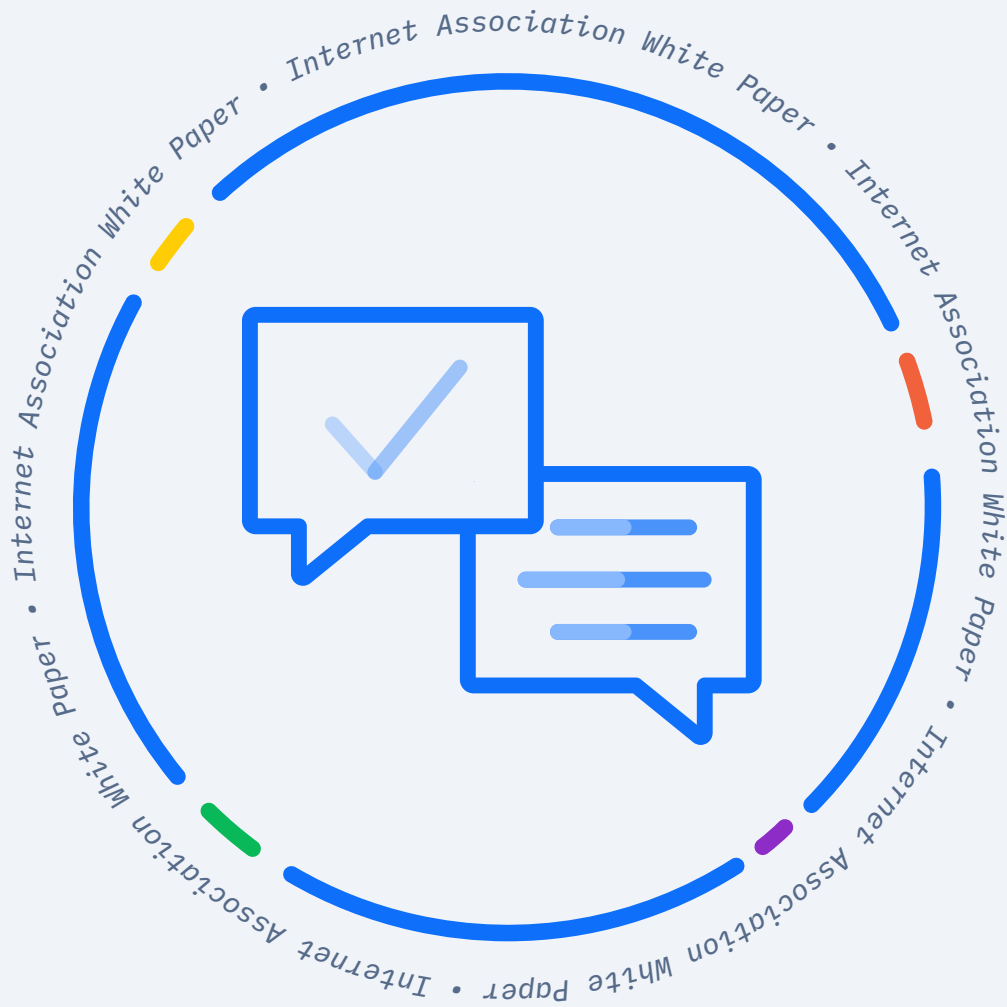 Internet Association White Paper • Internet Association White Paper • Internet Association White Paper • Internet Association White Paper • Internet Association White Paper •